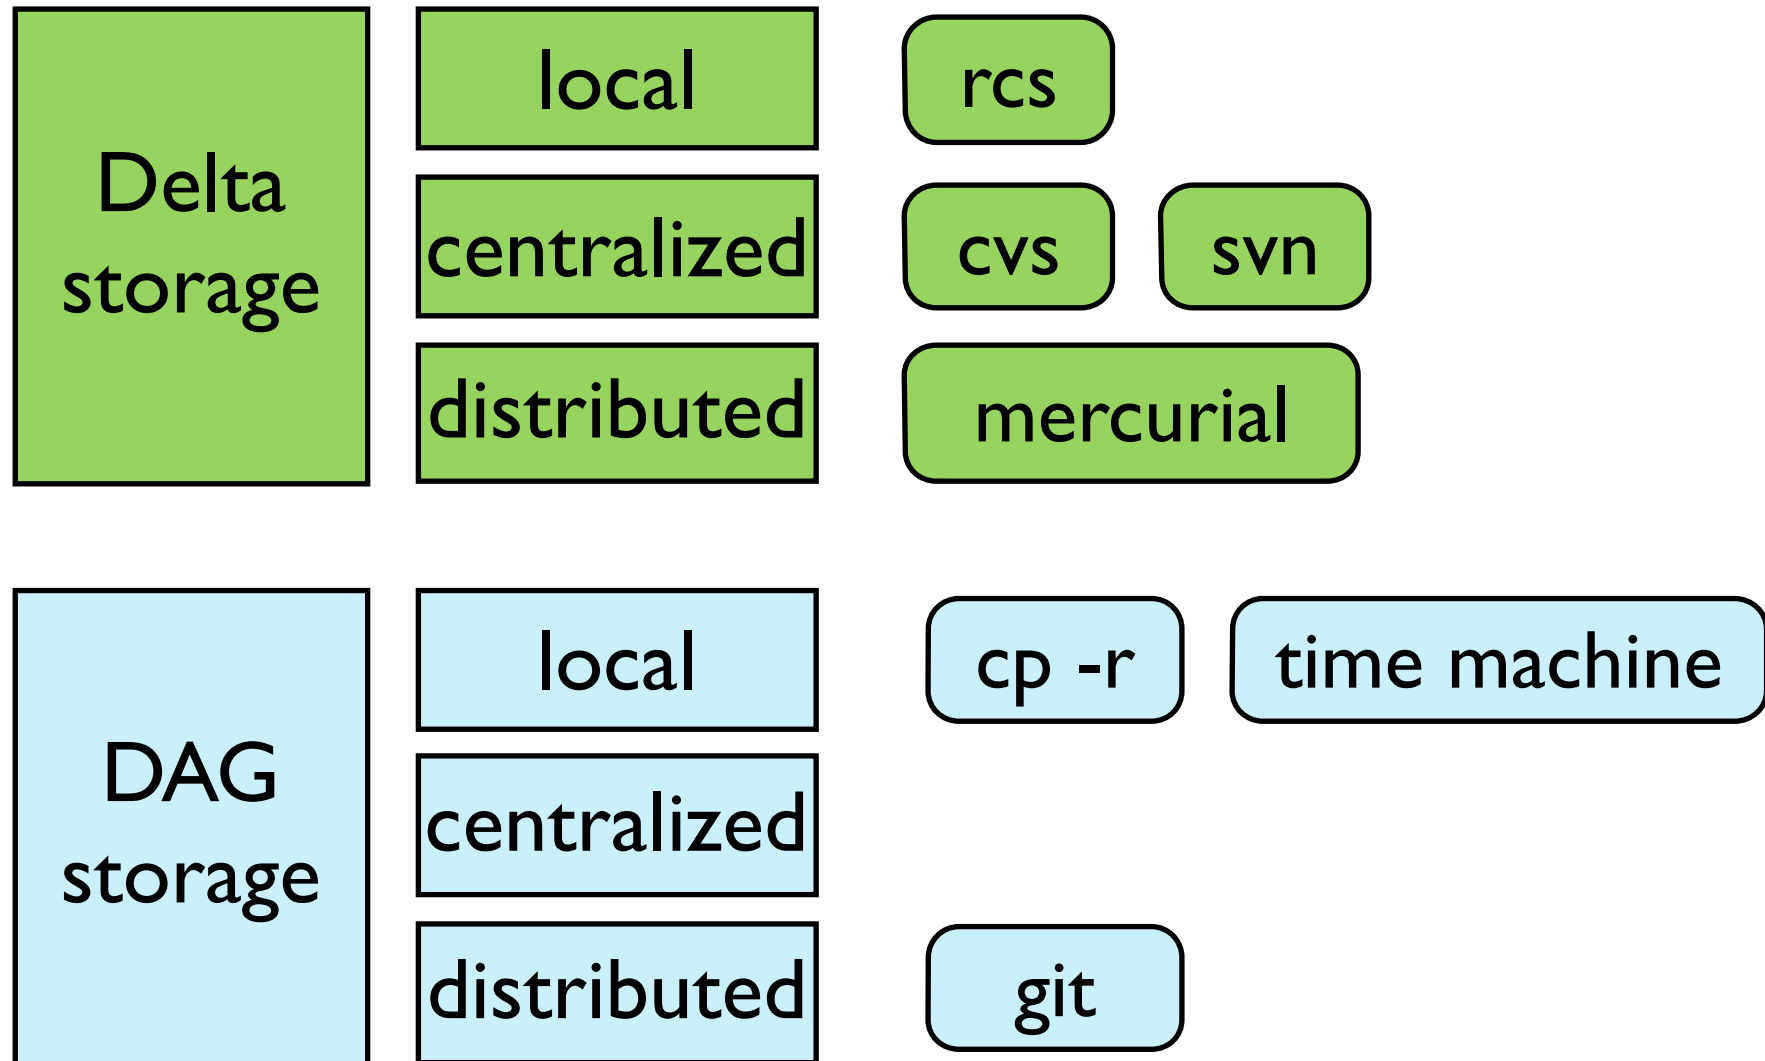 Delta
storage
local
rcs
centralized
cvs
svn
distributed
mercurial
DAG
storage
local
cp -r
time machine
centralized
distributed
git